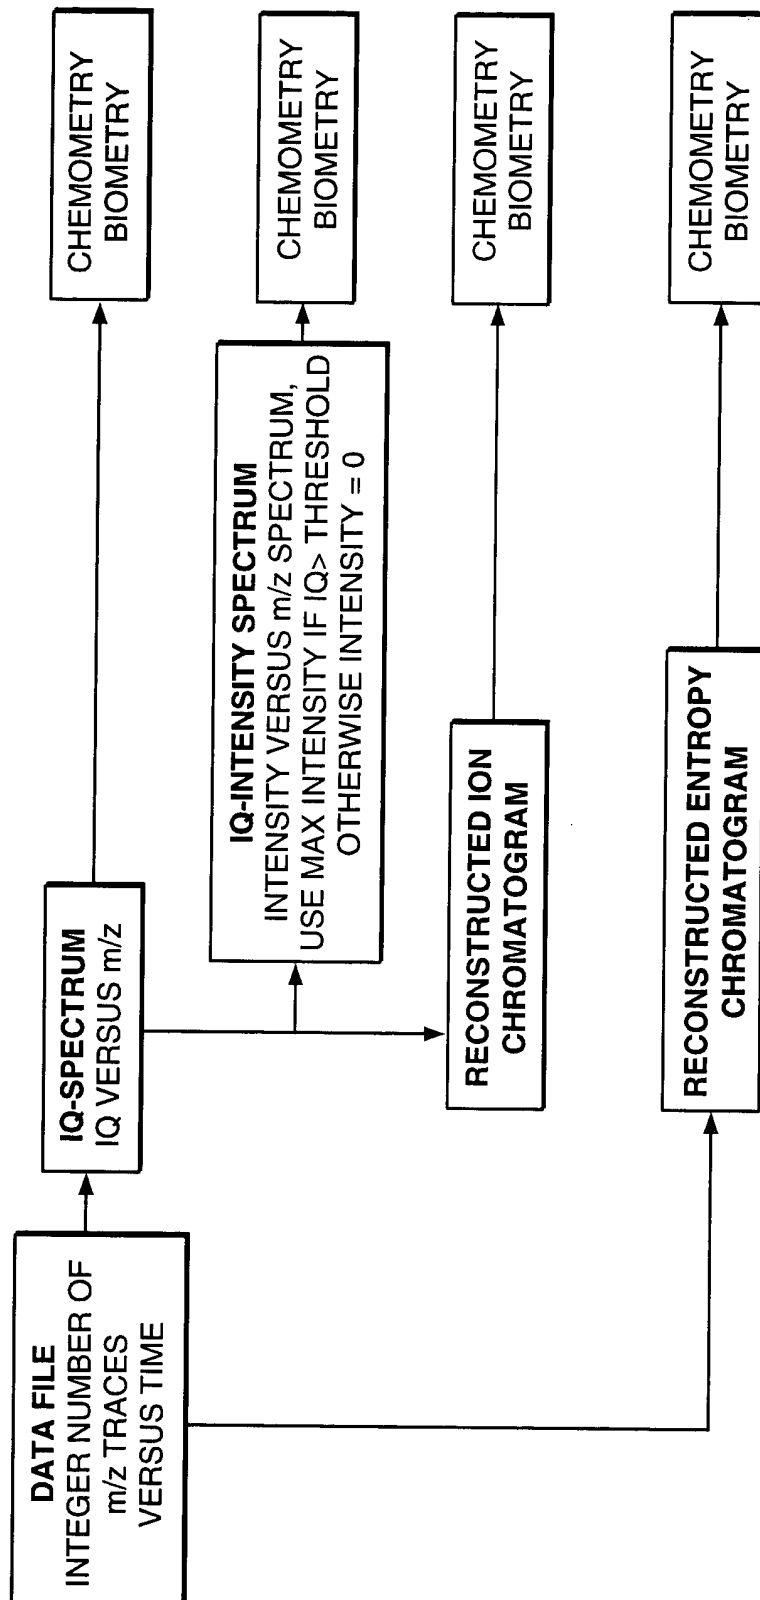 DATA FILE
INTEGER NUMBER OF
m/z TRACES
VERSUS TIME
IQ-SPECTRUM
IQ VERSUS m/z
CHEMOMETRY
BIOMETRY
IQ-INTENSITY SPECTRUM
INTENSITY VERSUS m/z SPECTRUM,
USE MAX INTENSITY IF IQ> THRESHOLD
OTHERWISE INTENSITY = 0
CHEMOMETRY
BIOMETRY
RECONSTRUCTED ION
CHROMATOGRAM
CHEMOMETRY
BIOMETRY
RECONSTRUCTED ENTROPY
CHROMATOGRAM
CHEMOMETRY
BIOMETRY